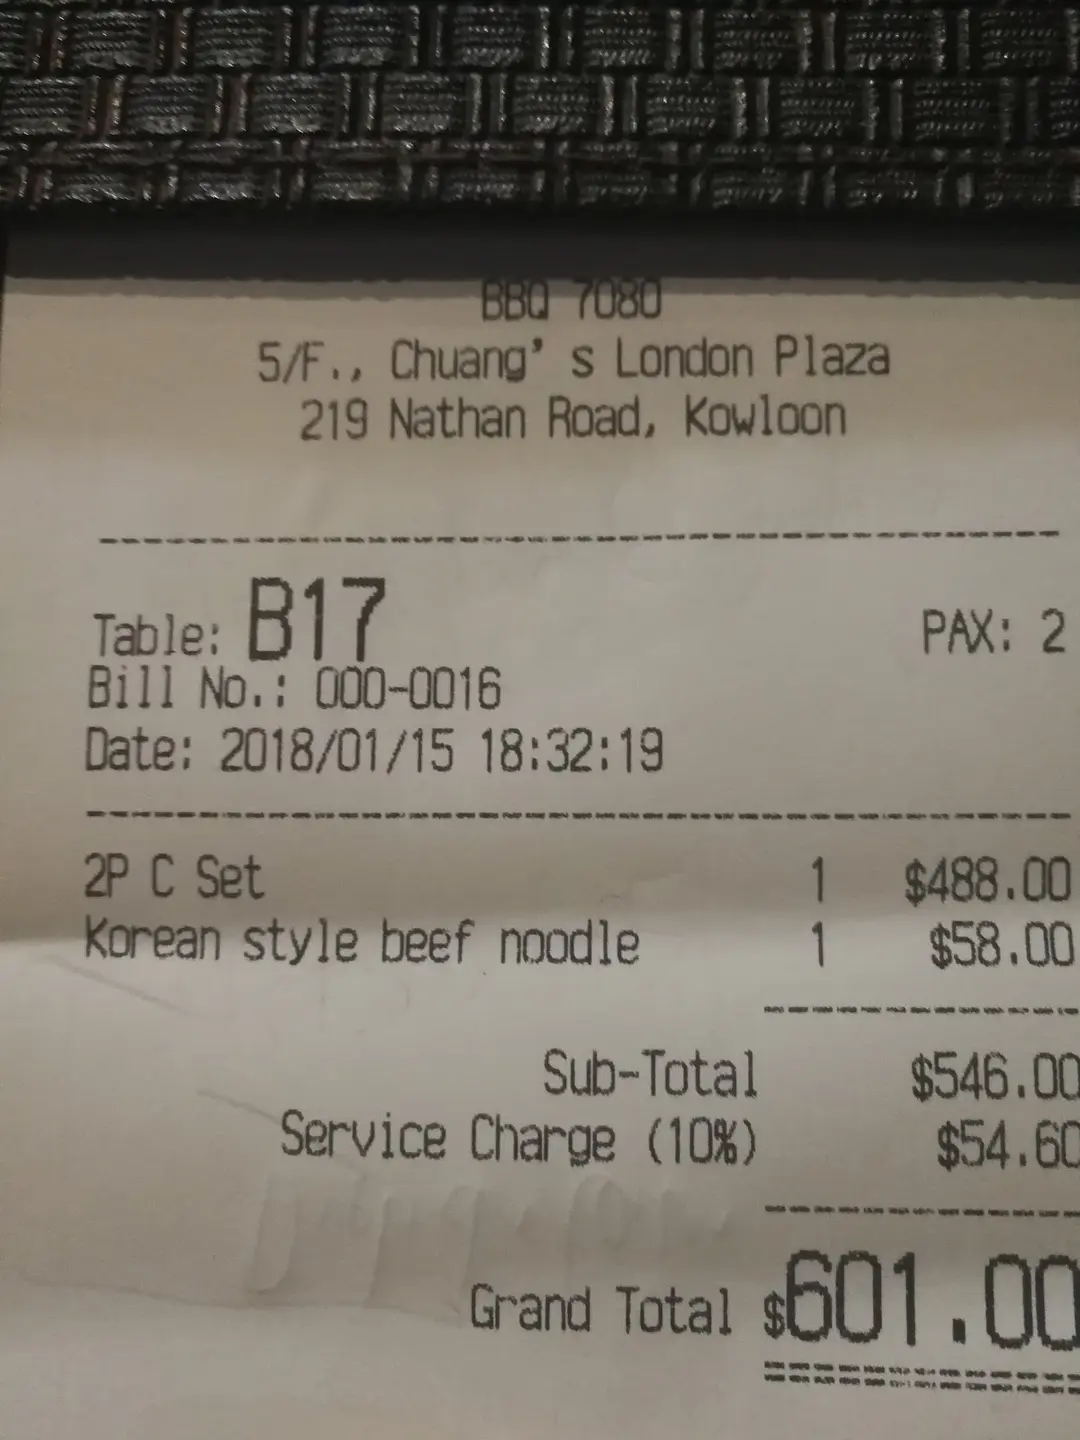 BBQ 7080
5/F., Chuang's London Plaza
219 Nathan Road, Kowloon
Table: B17 PAX: 2
Bill No.: 000-0016
Date: 2018/01/15 18:32:19
2P C Set 1 $488.00
Korean style beef noodle 1 $58.00
Sub-Total $546.00
Service Charge (10%) $54.60
Grand Total $601.00